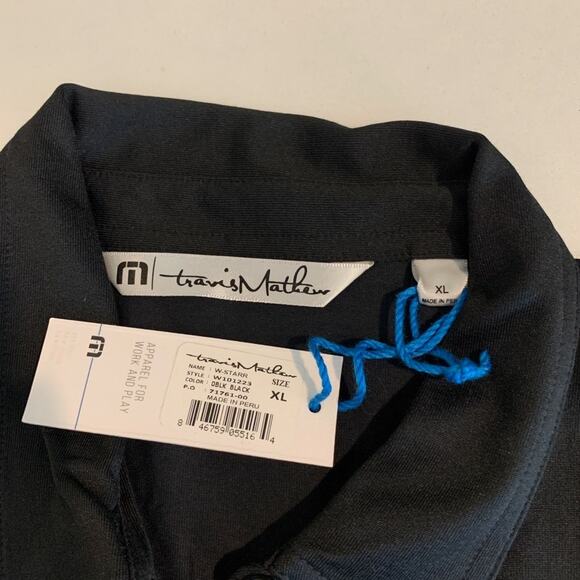 m travisMathew
XL
MADE IN PERU
m
APPAREL FOR
WORK AND PLAY
travisMathew
NAME : W-STARR
STYLE : W101223
COLOR : 0BLK BLACK
P.O : 71761-00
MADE IN PERU
SIZE
XL
8 46759 05516 4